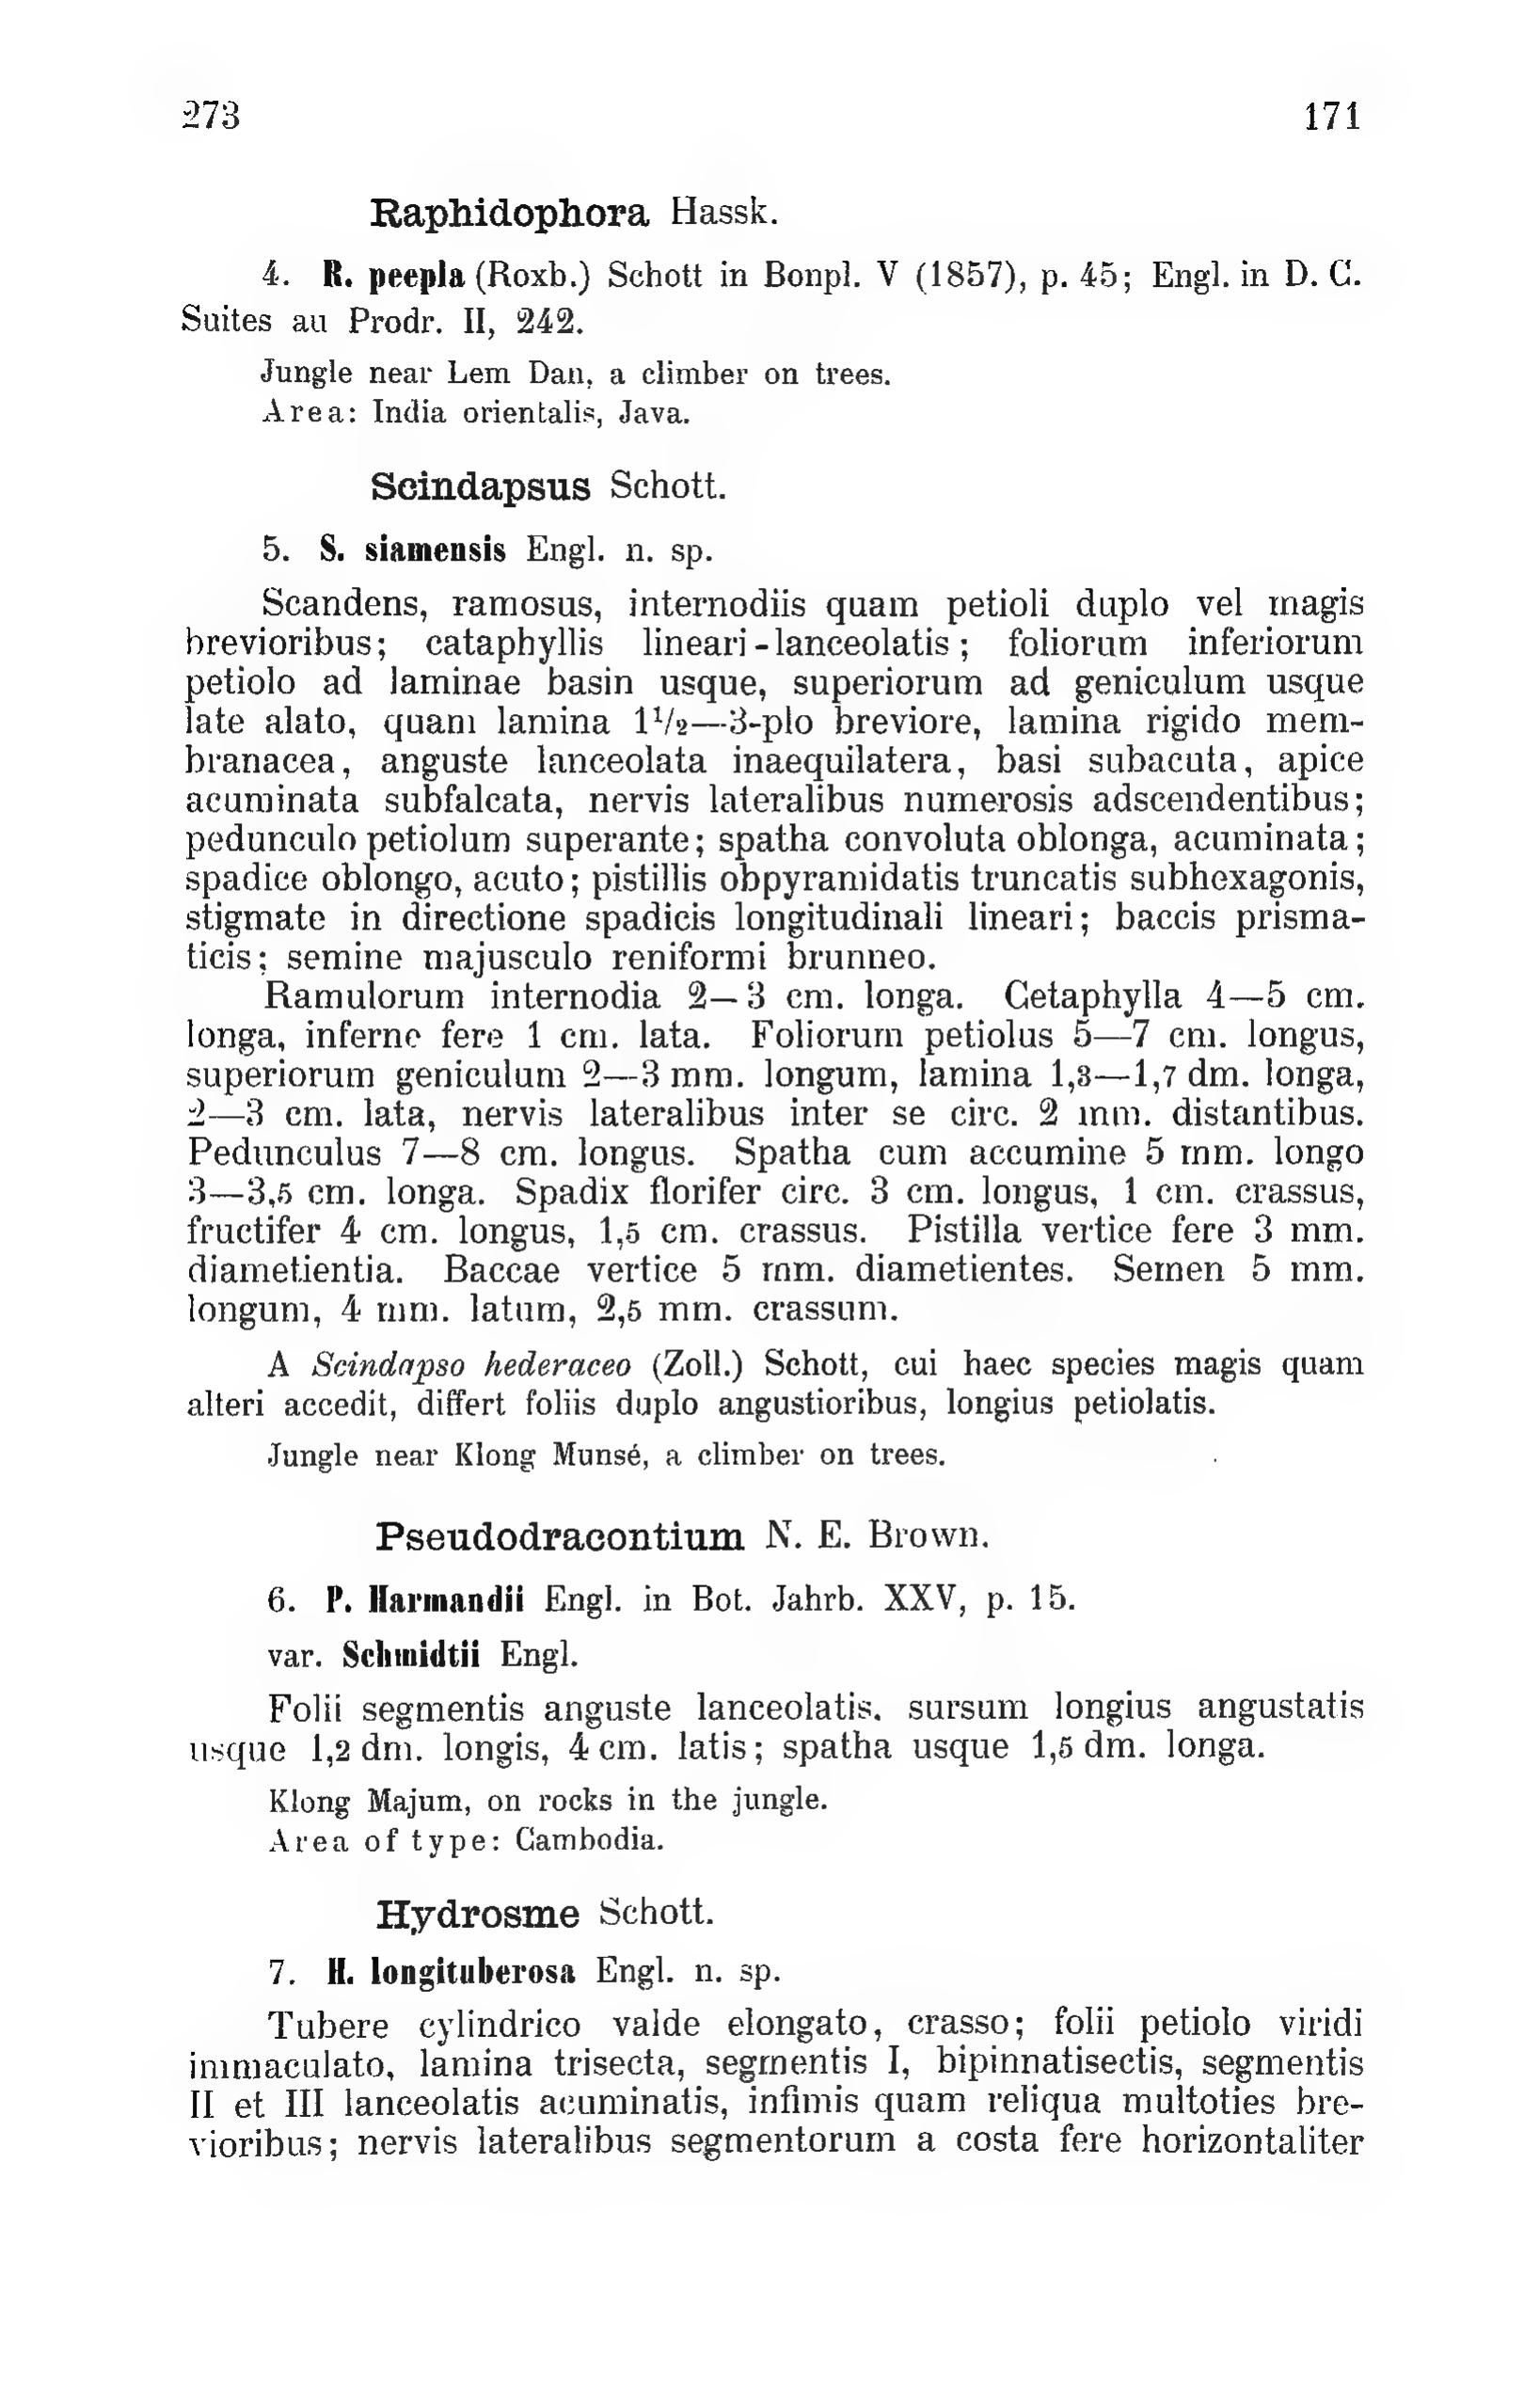 273 171
Raphidophora Hassk.
4. R. peepla (Roxb.) Schott in Bonpl. V (1857), p. 45; Engl. in D. C.
Suites au Prodr. II, 242.
Jungle near Lem Dan, a climber on trees.
Area: India orientalis, Java.
Scindapsus Schott.
5. S. siamensis Engl. n. sp.
Scandens, ramosus, internodiis quam petioli duplo vel magis
brevioribus; cataphyllis lineari-lanceolatis; foliorum inferiorum
petiolo ad laminae basin usque, superiorum ad geniculum usque
late alato, quam lamina 1½—3-plo breviore, lamina rigido mem-
branacea, anguste lanceolata inaequilatera, basi subacuta, apice
acuminata subfalcata, nervis lateralibus numerosis adscendentibus;
pedunculo petiolum superante; spatha convoluta oblonga, acuminata;
spadice oblongo, acuto; pistillis obpyramidatis truncatis subhexagonis,
stigmate in directione spadicis longitudinali lineari; baccis prisma-
ticis; semine majusculo reniformi brunneo.
Ramulorum internodia 2—3 cm. longa. Cetaphylla 4—5 cm.
longa, inferne fere 1 cm. lata. Foliorum petiolus 5—7 cm. longus,
superiorum geniculum 2—3 mm. longum, lamina 1,3—1,7 dm. longa,
2—3 cm. lata, nervis lateralibus inter se circ. 2 mm. distantibus.
Pedunculus 7—8 cm. longus. Spatha cum accumine 5 mm. longo
3—3,5 cm. longa. Spadix florifer circ. 3 cm. longus, 1 cm. crassus,
fructifer 4 cm. longus, 1,5 cm. crassus. Pistilla vertice fere 3 mm.
diametientia. Baccae vertice 5 mm. diametientes. Semen 5 mm.
longum, 4 mm. latum, 2,5 mm. crassum.
A Scindapso hederaceo (Zoll.) Schott, cui haec species magis quam
alteri accedit, differt foliis duplo angustioribus, longius petiolatis.
Jungle near Klong Munsé, a climber on trees.
Pseudodracontium N. E. Brown.
6. P. Harmandii Engl. in Bot. Jahrb. XXV, p. 15.
var. Schmidtii Engl.
Folii segmentis anguste lanceolatis, sursum longius angustatis
usque 1,2 dm. longis, 4 cm. latis; spatha usque 1,5 dm. longa.
Klong Majum, on rocks in the jungle.
Area of type: Cambodia.
Hydrosme Schott.
7. H. longituberosa Engl. n. sp.
Tubere cylindrico valde elongato, crasso; folii petiolo viridi
immaculato, lamina trisecta, segmentis I, bipinnatisectis, segmentis
II et III lanceolatis acuminatis, infimis quam reliqua multoties bre-
vioribus; nervis lateralibus segmentorum a costa fere horizontaliter